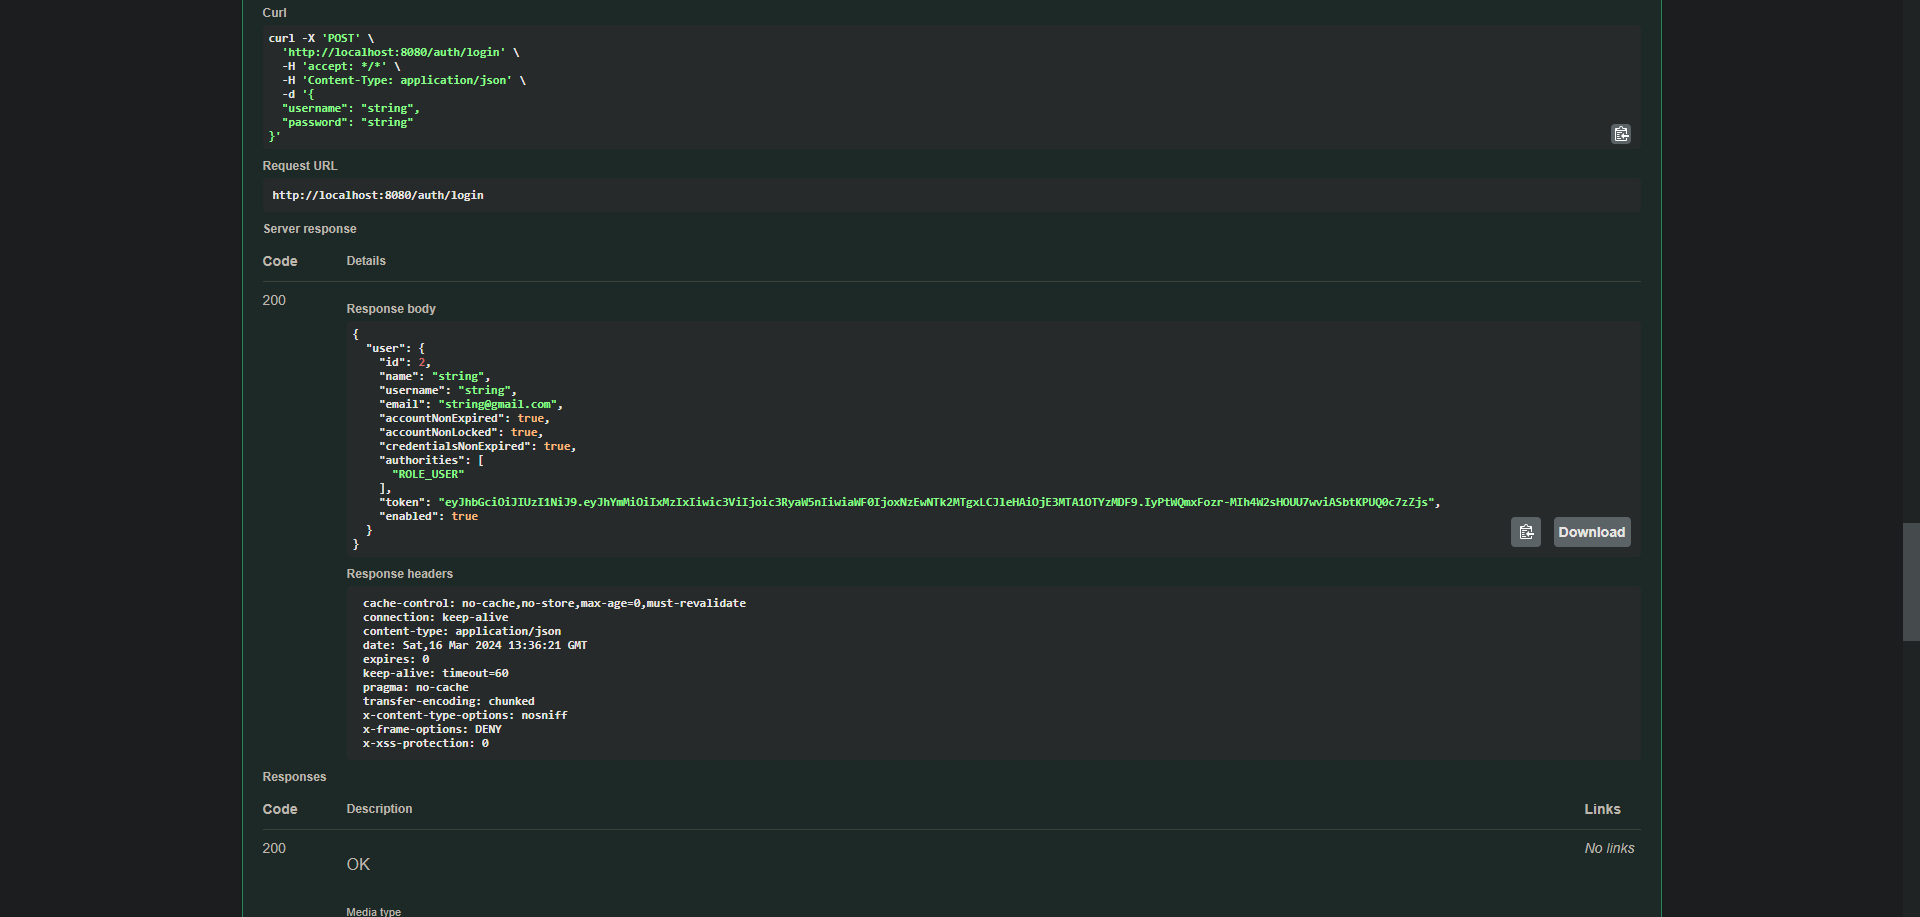 Curl
curl -X 'POST' \
'http://localhost:8080/auth/login' \
-H 'accept: */*' \
-H 'Content-Type: application/json' \
-d '{
"username": "string",
"password": "string"
}'
Request URL
http://localhost:8080/auth/login
Server response
Code Details
200
Response body
{
"user": {
"id": 2,
"name": "string",
"username": "string",
"email": "string@gmail.com",
"accountNonExpired": true,
"accountNonLocked": true,
"credentialsNonExpired": true,
"authorities": [
"ROLE_USER"
],
"token": "eyJhbGciOiJIUzI1NiJ9.eyJhYmMiOiIxMzIxIiwic3ViIjoic3RyaW5nIiwiaWF0IjoxNzEwNTk2MTgxLCJleHAiOjE3MTA1OTYzMDF9.IyPtWQmxFozr-MIh4W2sHOUU7wviASbtKPUQ0c7zZjs",
"enabled": true
}
}
Download
Response headers
cache-control: no-cache,no-store,max-age=0,must-revalidate
connection: keep-alive
content-type: application/json
date: Sat,16 Mar 2024 13:36:21 GMT
expires: 0
keep-alive: timeout=60
pragma: no-cache
transfer-encoding: chunked
x-content-type-options: nosniff
x-frame-options: DENY
x-xss-protection: 0
Responses
Code Description Links
200 OK No links
Media type